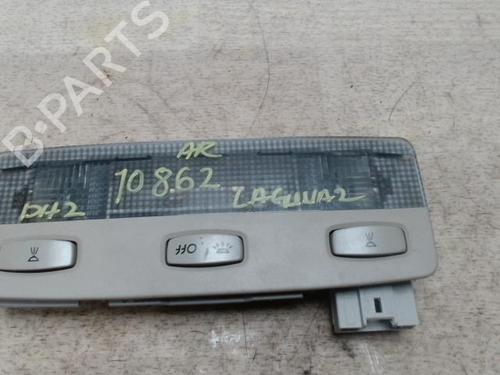 B-PARTS
AR
10862
PH2
LAGUNA2
OFF